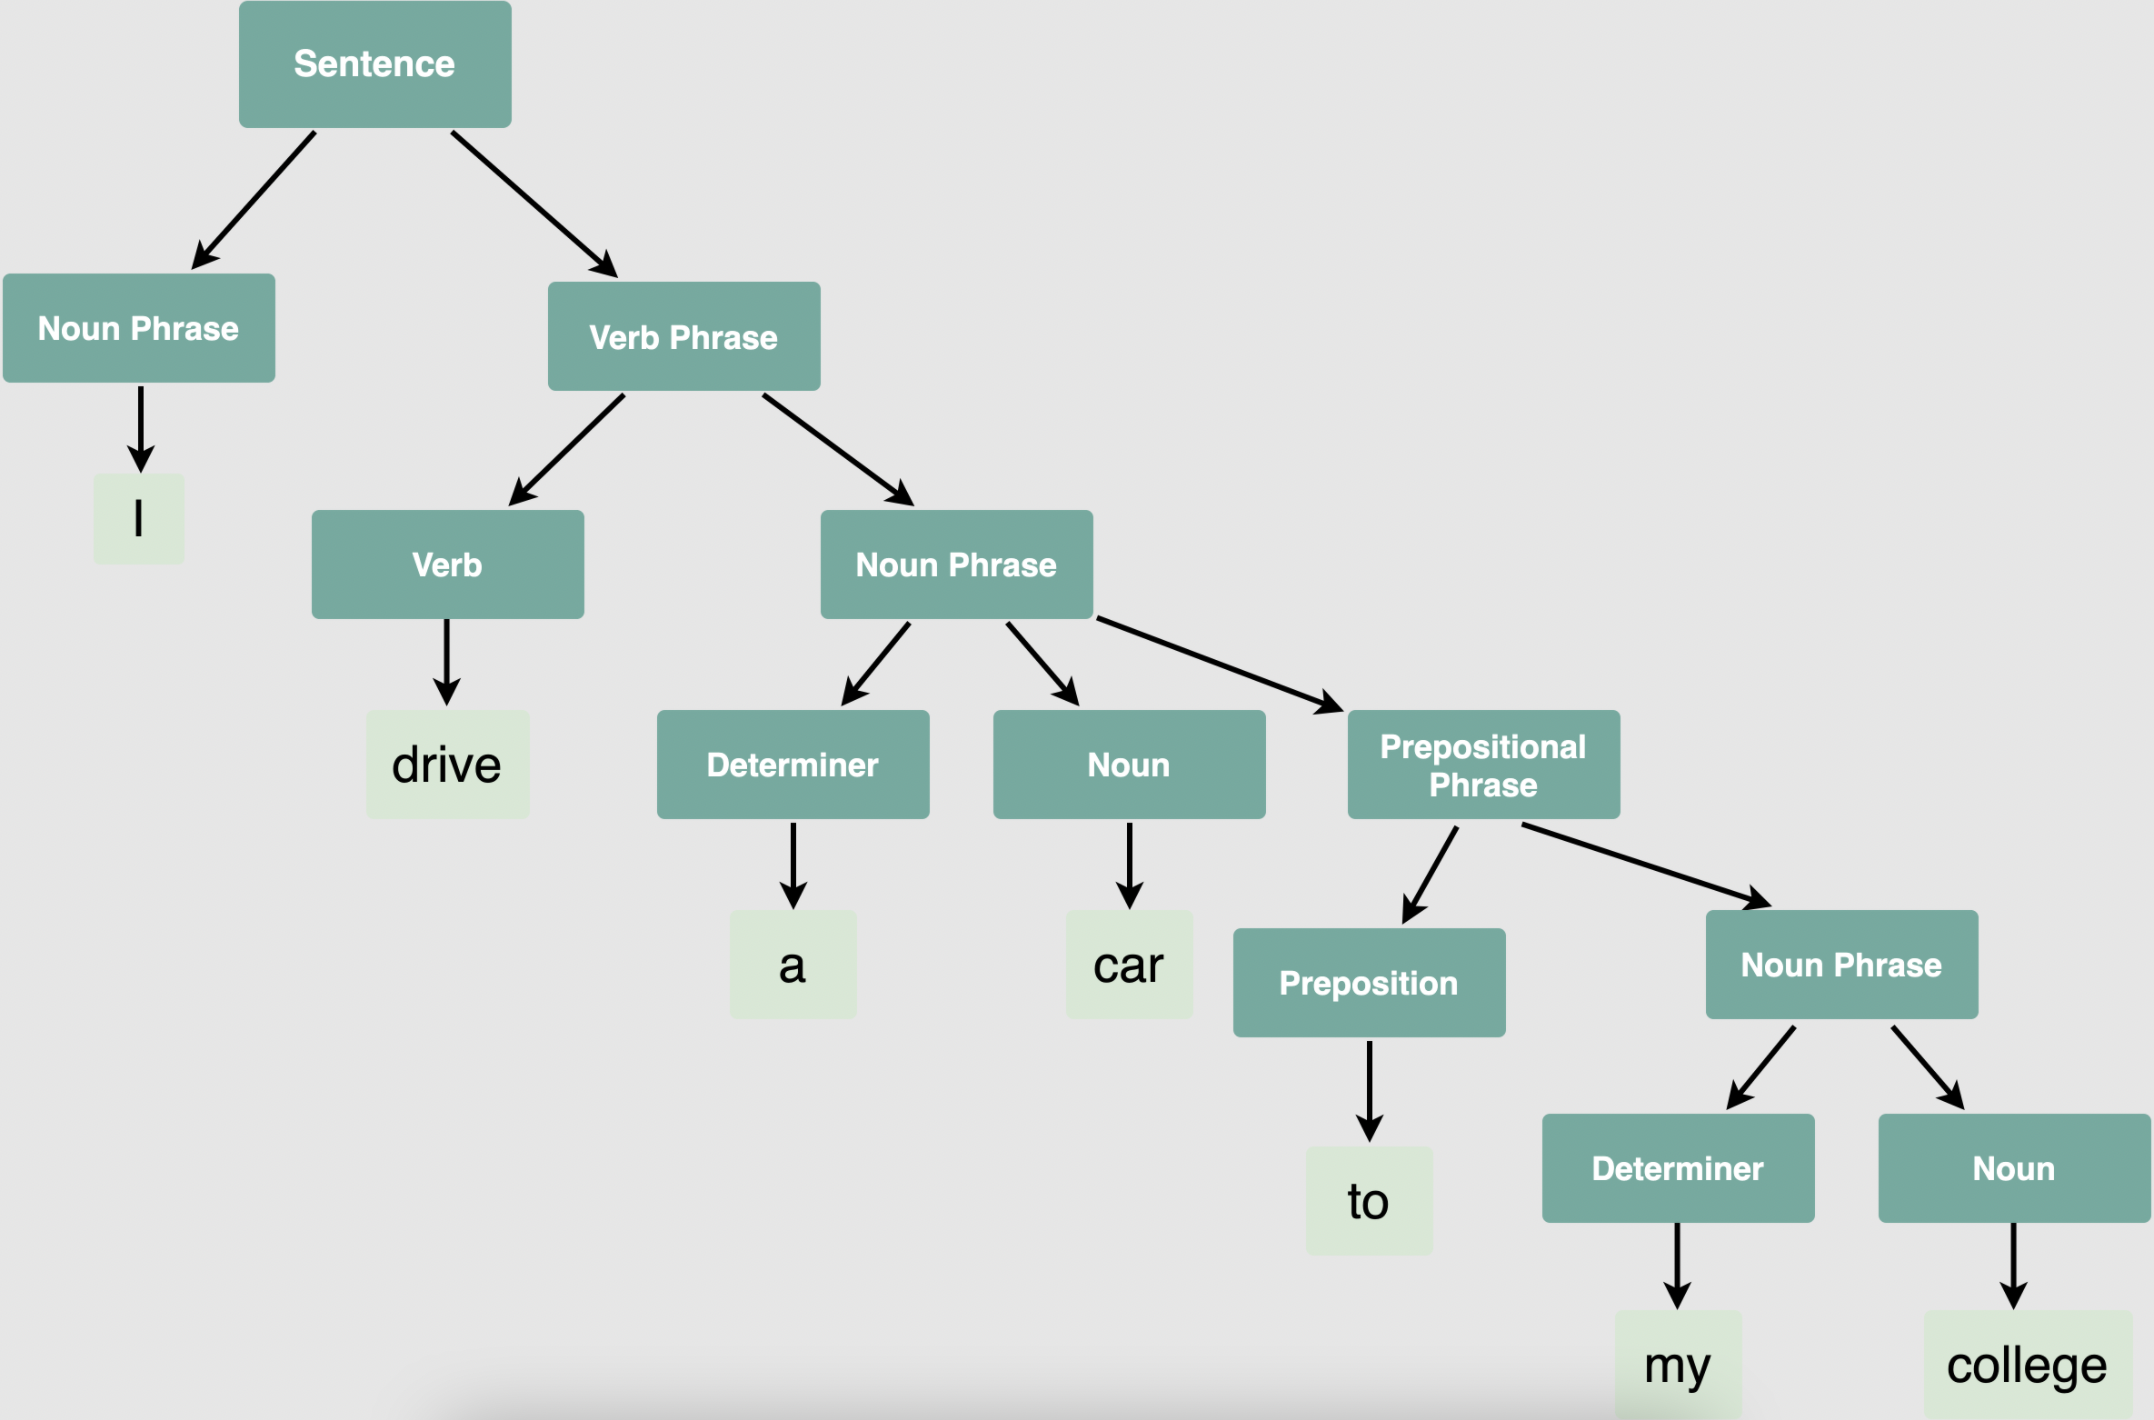 Sentence
Noun Phrase
Verb Phrase
I
Verb
Noun Phrase
drive
Determiner
Noun
Prepositional
Phrase
a
car
Preposition
Noun Phrase
to
Determiner
Noun
my
college